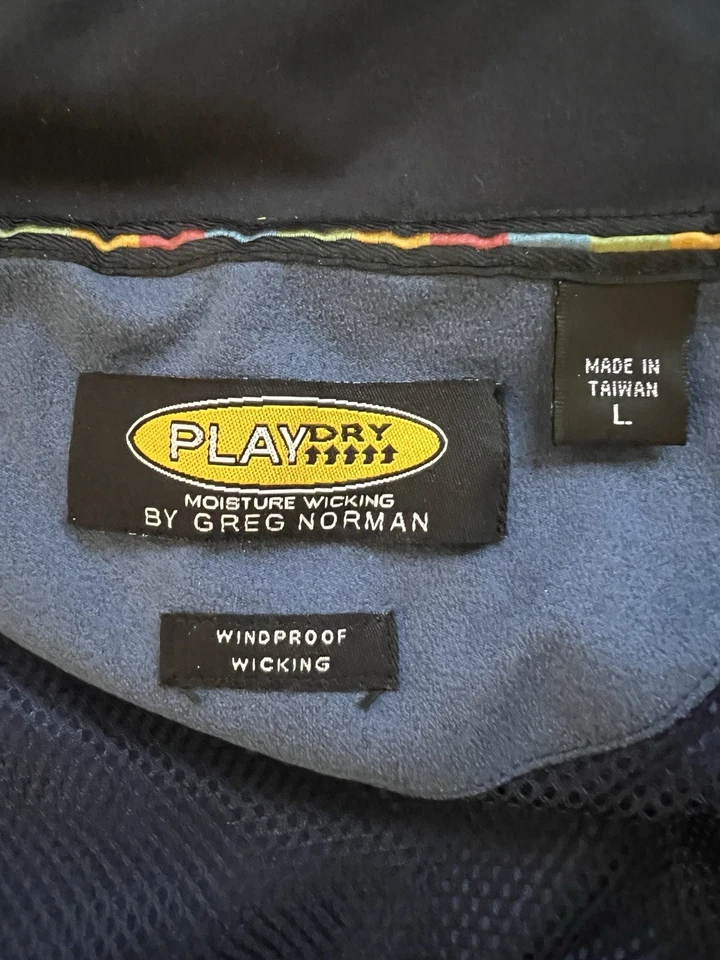 MADE IN
TAIWAN
L
PLAYDRY
MOISTURE WICKING
BY GREG NORMAN
WINDPROOF
WICKING